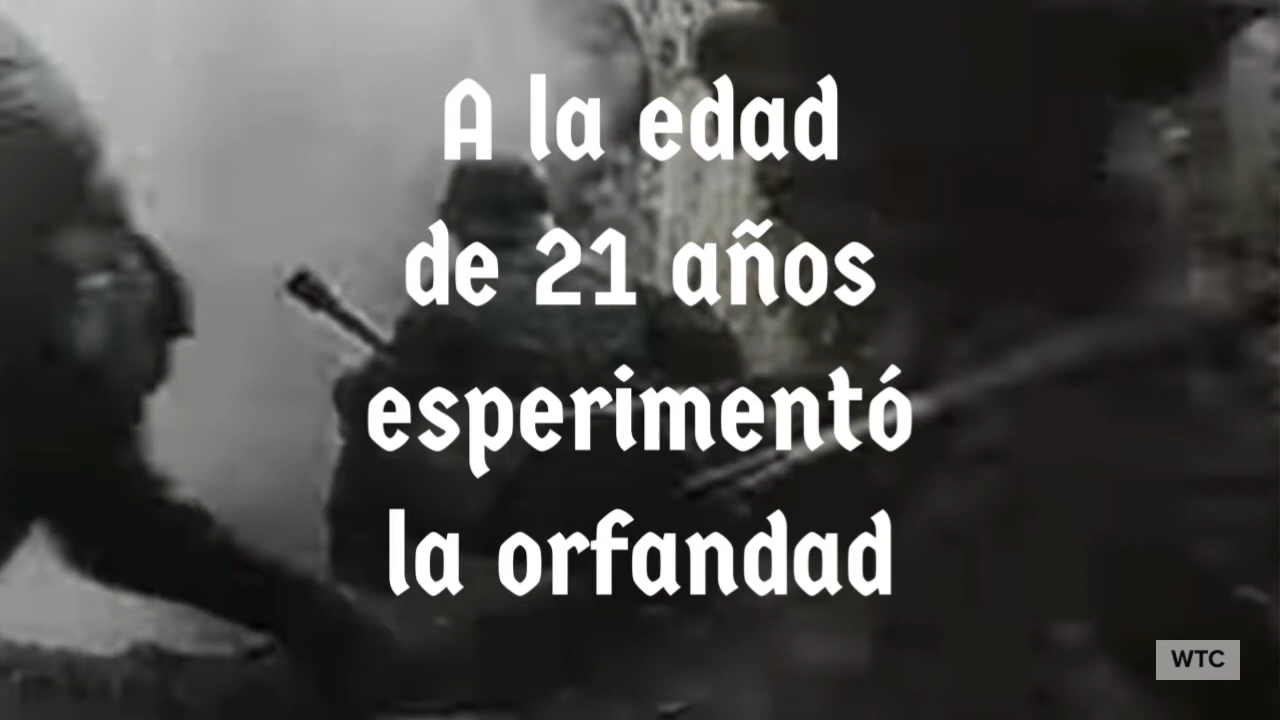 A la edad
de 21 años
esperimentó
la orfandad
WTC